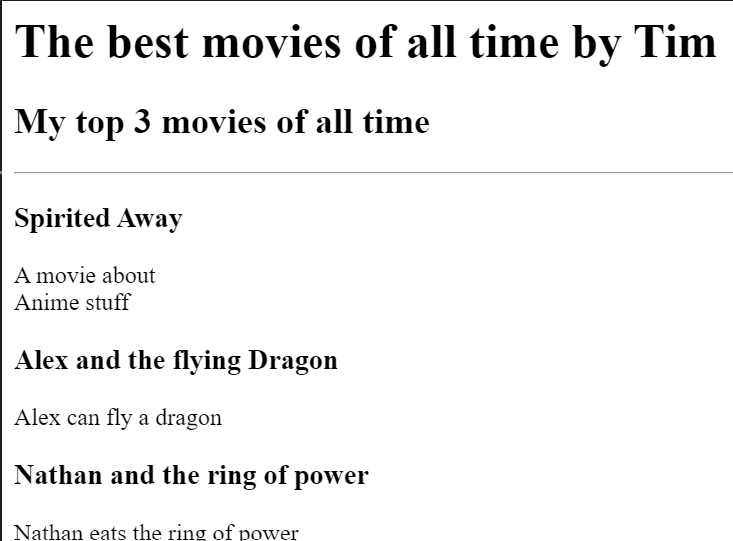 The best movies of all time by Tim
My top 3 movies of all time
Spirited Away
A movie about
Anime stuff
Alex and the flying Dragon
Alex can fly a dragon
Nathan and the ring of power
Nathan eats the ring of power